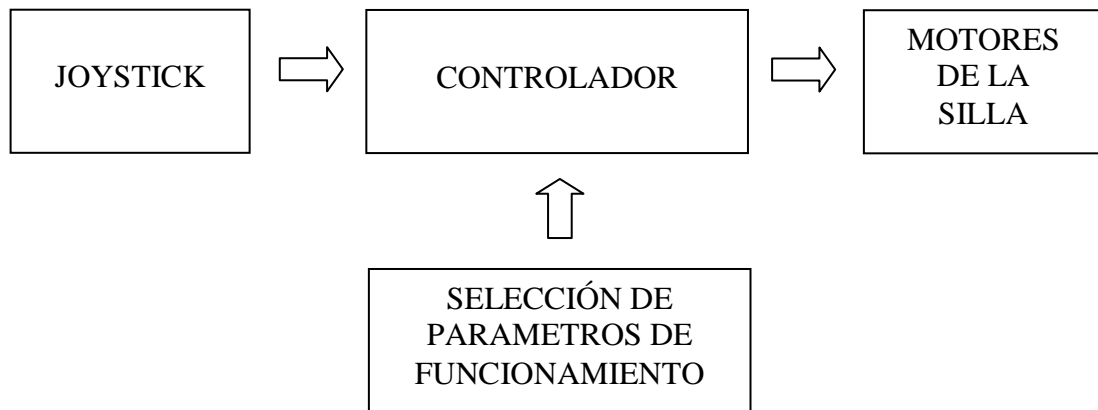 JOYSTICK
CONTROLADOR
MOTORES
DE LA
SILLA
SELECCIÓN DE
PARAMETROS DE
FUNCIONAMIENTO